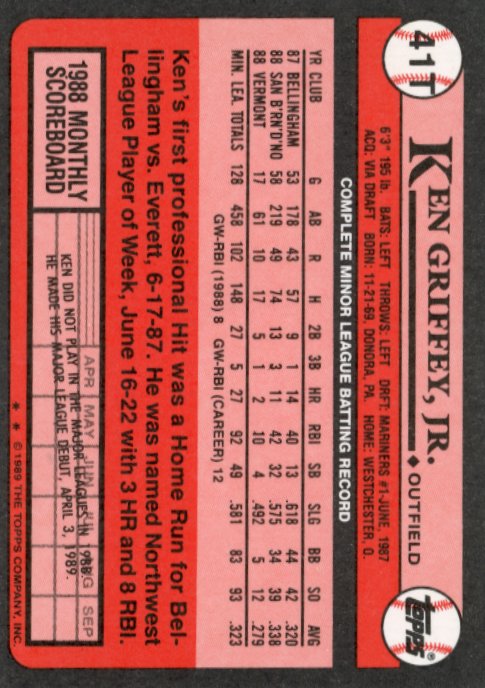 41T
KEN GRIFFEY, JR. ◆ OUTFIELD
topps
6'3" 195 lb. BATS: LEFT THROWS: LEFT DRFT: MARINERS #1-JUNE, 1987
ACQ: VIA DRAFT BORN: 11-21-69, DONORA, PA. HOME: WESTCHESTER, O.
COMPLETE MINOR LEAGUE BATTING RECORD
YR CLUB G AB R H 2B 3B HR RBI SB SLG BB SO AVG
87 BELLINGHAM 53 178 43 57 9 1 14 40 13 .618 44 42 .320
88 SAN B'RN'D'NO 58 219 49 74 13 3 11 42 32 .575 34 39 .338
88 VERMONT 17 61 10 17 5 1 2 10 4 .492 5 12 .279
MIN. LEA. TOTALS 128 458 102 148 27 5 27 92 49 .581 83 93 .323
GW-RBI (1988) 8 GW-RBI (CAREER) 12
Ken's first professional Hit was a Home Run for Bel-
lingham vs. Everett, 6-17-87. He was named Northwest
League Player of Week, June 16-22 with 3 HR and 8 RBI.
1988 MONTHLY
SCOREBOARD
APR MAY JUN JUL AUG SEP
KEN DID NOT PLAY IN THE MAJOR LEAGUES IN 1988.
HE MADE HIS MAJOR LEAGUE DEBUT, APRIL 3, 1989.
* * © 1989 THE TOPPS COMPANY, INC.